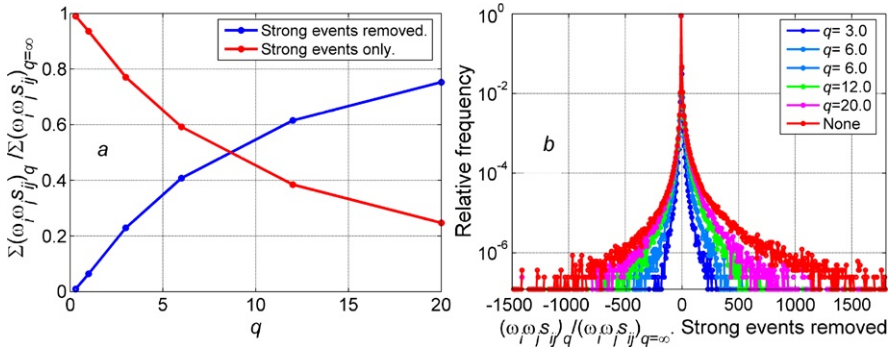 Σ(ω_iω_js_ij)_q /Σ(ω_iω_js_ij)_q=∞
1
0.8
0.6
0.4
0.2
0
0
5
10
15
20
q
a
Strong events removed.
Strong events only.
Relative frequency
10^0
10^-2
10^-4
10^-6
-1500
-1000
-500
0
500
1000
1500
(ω_iω_js_ij)_q/(ω_iω_js_ij)_q=∞. Strong events removed
b
q= 3.0
q= 6.0
q= 6.0
q=12.0
q=20.0
None